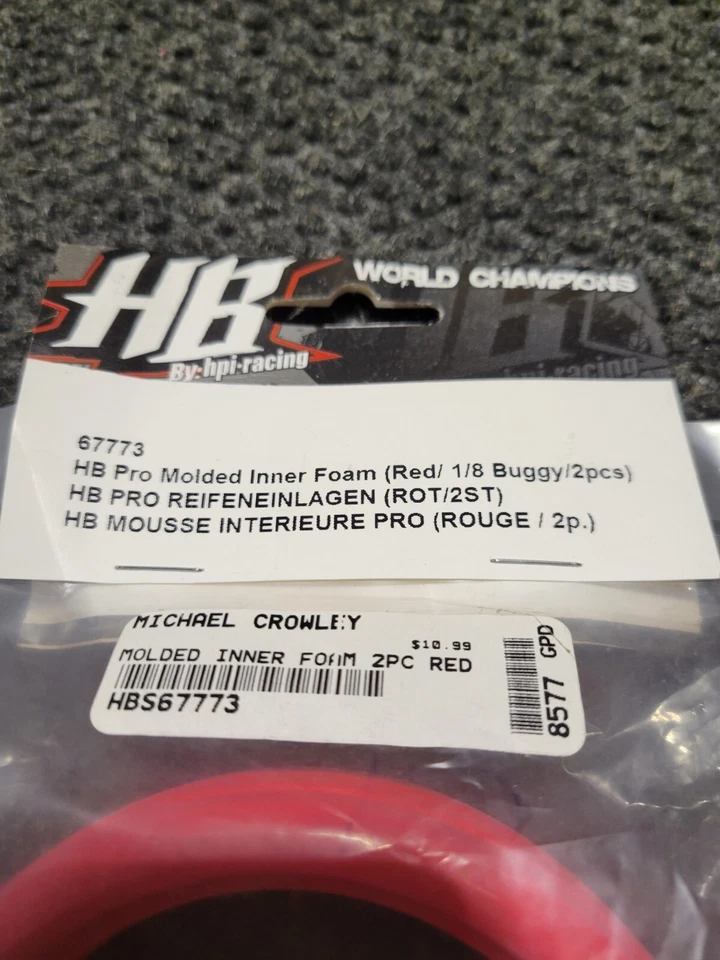 HB
WORLD CHAMPIONS
By:hpi-racing
hpi-racing
67773
HB Pro Molded Inner Foam (Red/ 1/8 Buggy/2pcs)
HB PRO REIFENEINLAGEN (ROT/2ST)
HB MOUSSE INTERIEURE PRO (ROUGE / 2p.)
MICHAEL CROWLEY
$10.99
MOLDED INNER FOAM 2PC RED
HBS67773
8577 GPD